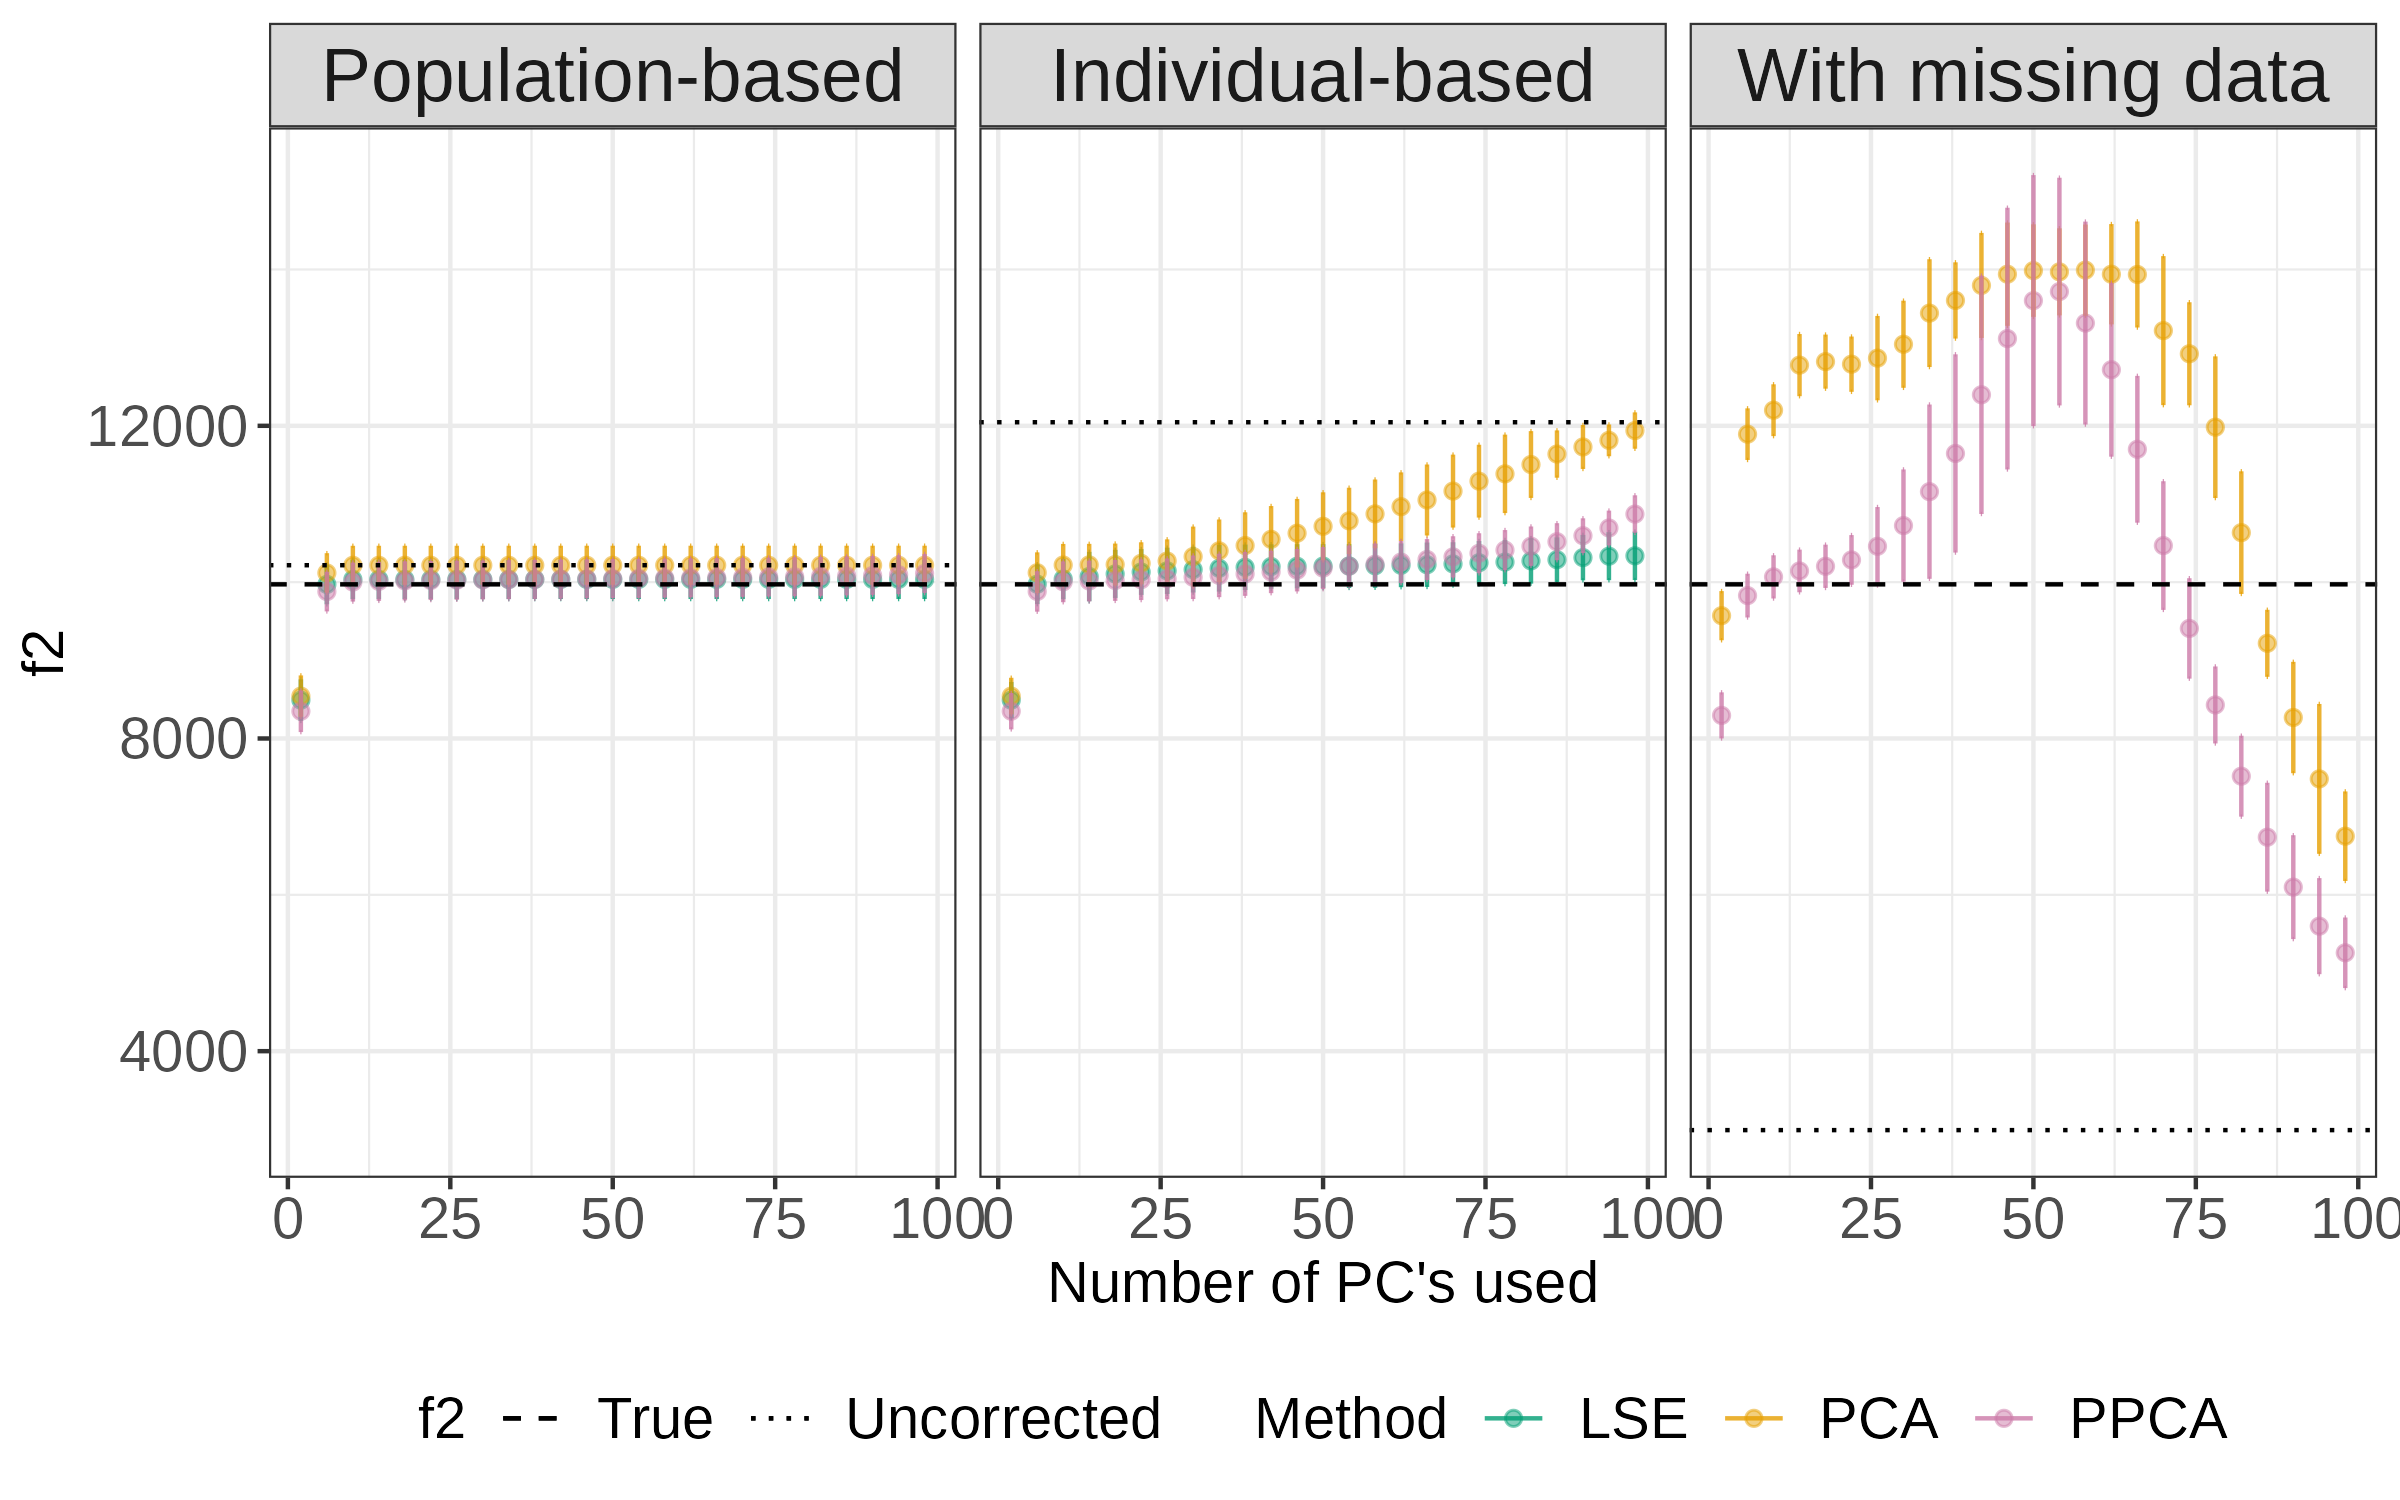 Population-based Individual-based With missing data
12000
8000
4000
f2
0 25 50 75 100 0 25 50 75 100 0 25 50 75 100
Number of PC's used
f2 True Uncorrected Method LSE PCA PPCA